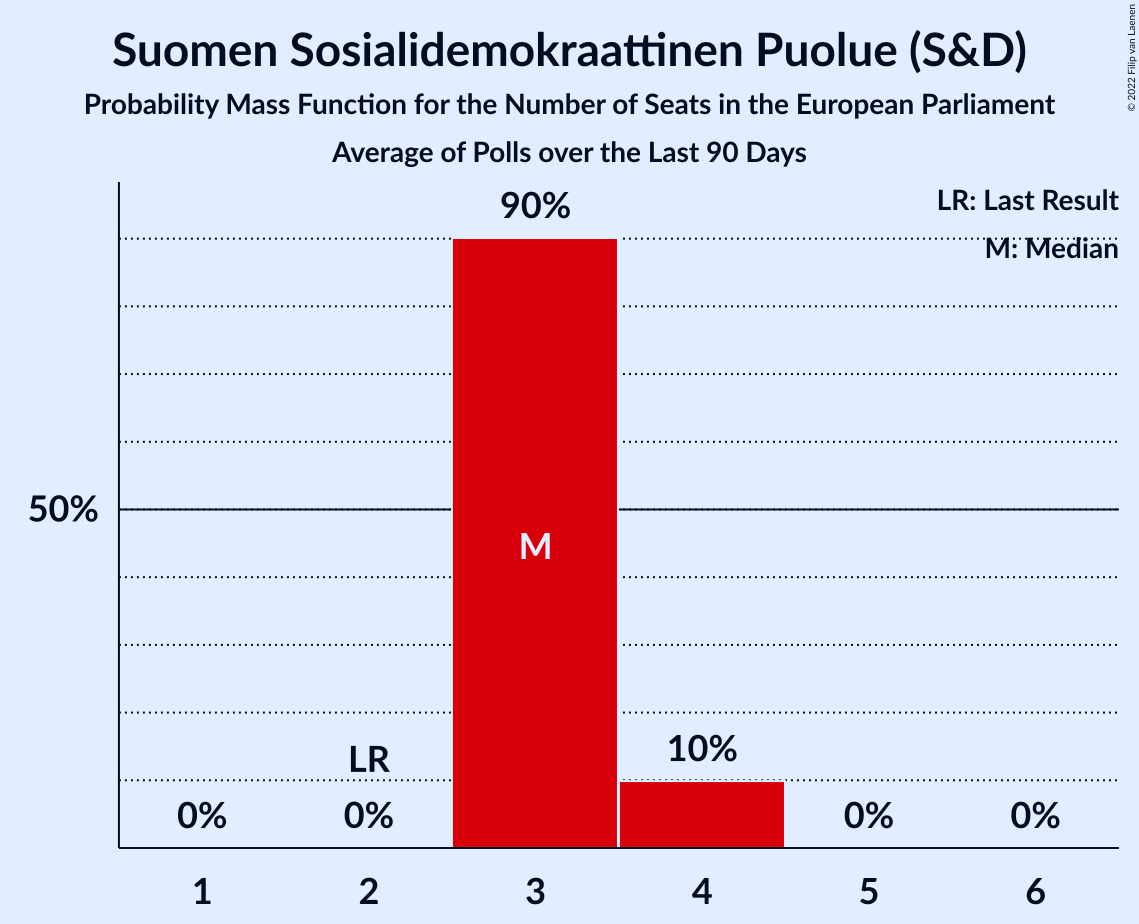 Suomen Sosialidemokraattinen Puolue (S&D)
Probability Mass Function for the Number of Seats in the European Parliament
Average of Polls over the Last 90 Days
© 2022 Filip van Laenen
LR: Last Result
M: Median
90%
50%
M
LR
10%
0%
0%
0%
0%
1 2 3 4 5 6